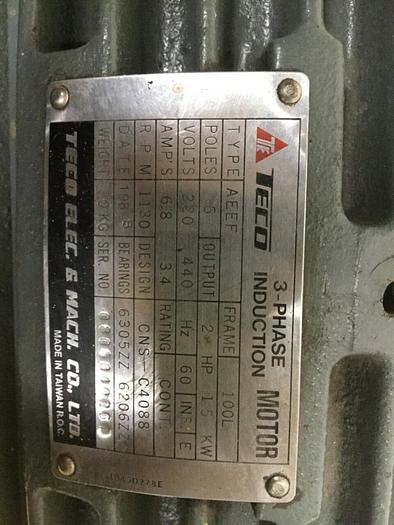 TECO 3-PHASE INDUCTION MOTOR
TYPE AEEF FRAME 100L
POLES 6 OUTPUT 2 HP 1.5 KW
VOLTS 220 440 Hz 60 INS E
AMPS 6.8 3.4 RATING CONT.
R P M 1130 DESIGN CNS-C4088
DATE BEARINGS 6305ZZ 6206ZZ
WEIGHT KG SER. NO.
TECO ELEC. & MACH. CO., LTD.
MADE IN TAIWAN R.O.C.